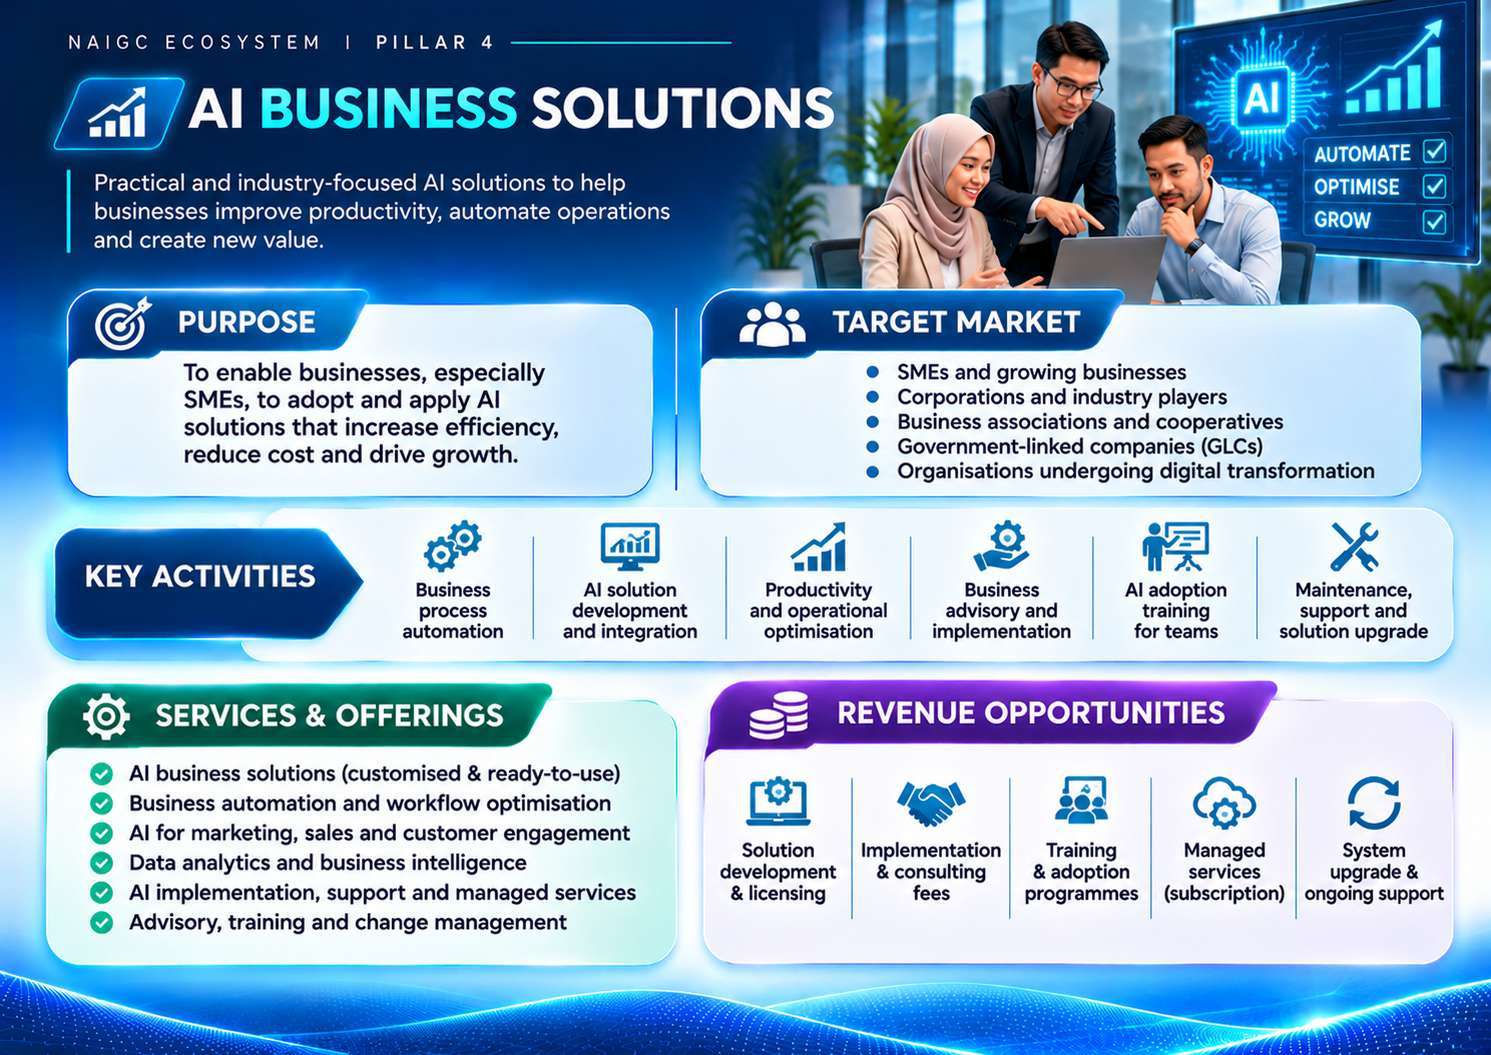 NAIGC ECOSYSTEM | PILLAR 4
AI BUSINESS SOLUTIONS
Practical and industry-focused AI solutions to help
businesses improve productivity, automate operations
and create new value.
AI
AUTOMATE
OPTIMISE
GROW
PURPOSE
To enable businesses, especially
SMEs, to adopt and apply AI
solutions that increase efficiency,
reduce cost and drive growth.
TARGET MARKET
SMEs and growing businesses
Corporations and industry players
Business associations and cooperatives
Government-linked companies (GLCs)
Organisations undergoing digital transformation
KEY ACTIVITIES
Business
process
automation
AI solution
development
and integration
Productivity
and operational
optimisation
Business
advisory and
implementation
AI adoption
training
for teams
Maintenance,
support and
solution upgrade
SERVICES & OFFERINGS
AI business solutions (customised & ready-to-use)
Business automation and workflow optimisation
AI for marketing, sales and customer engagement
Data analytics and business intelligence
AI implementation, support and managed services
Advisory, training and change management
REVENUE OPPORTUNITIES
Solution
development
& licensing
Implementation
& consulting
fees
Training
& adoption
programmes
Managed
services
(subscription)
System
upgrade &
ongoing support